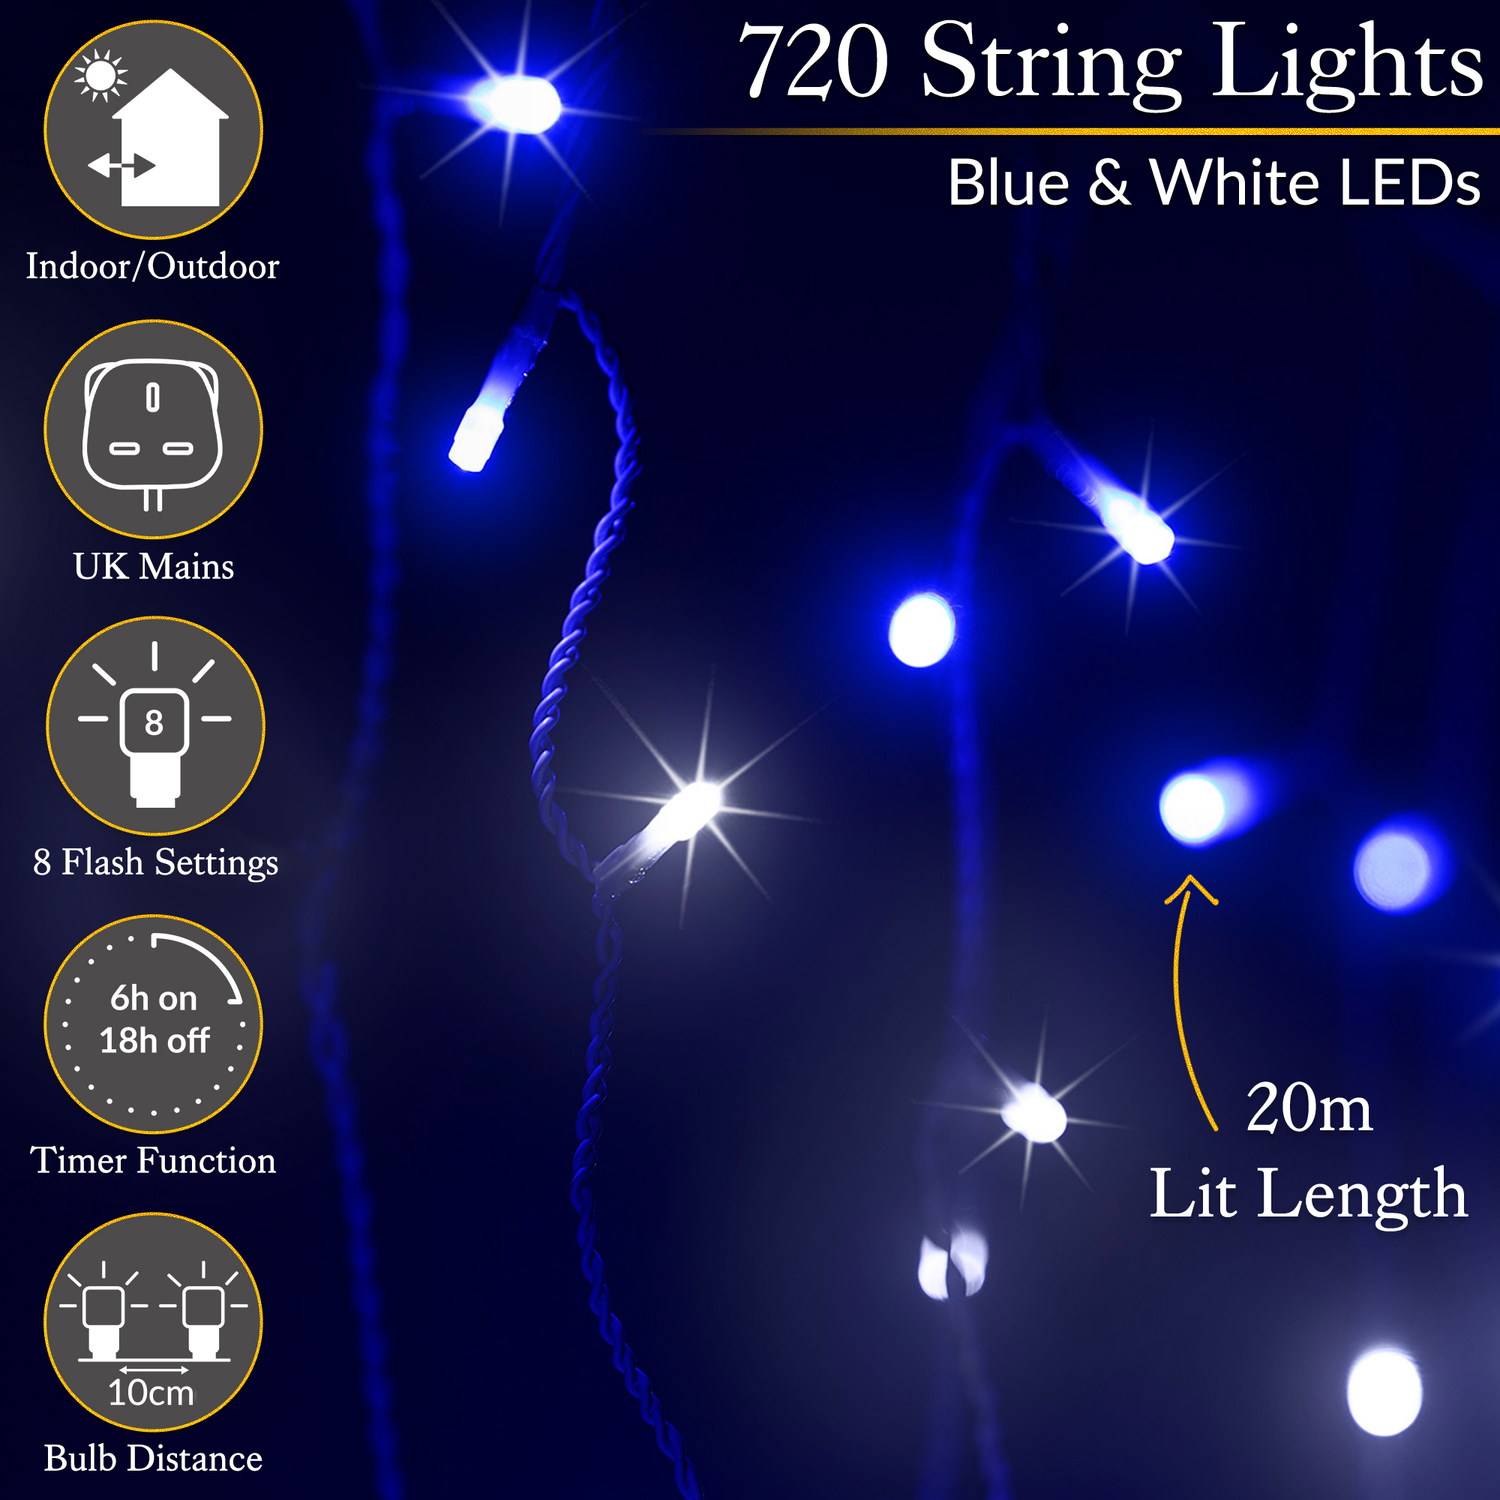 720 String Lights
Blue & White LEDs
Indoor/Outdoor
UK Mains
8
8 Flash Settings
6h on
18h off
Timer Function
10cm
Bulb Distance
20m
Lit Length